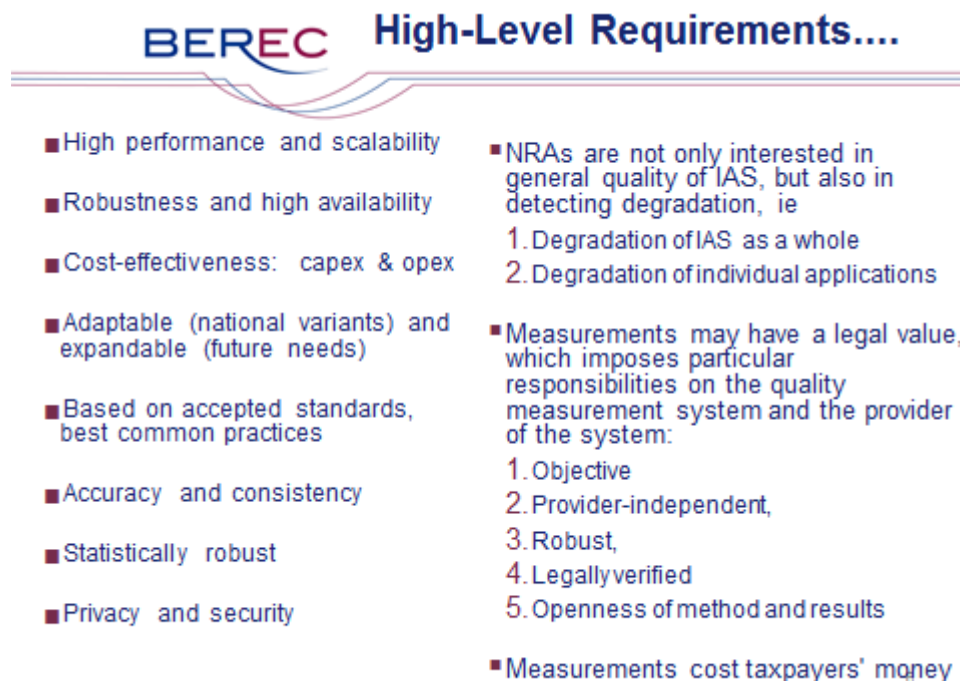 BEREC High-Level Requirements....
High performance and scalability
Robustness and high availability
Cost-effectiveness: capex & opex
Adaptable (national variants) and
expandable (future needs)
Based on accepted standards,
best common practices
Accuracy and consistency
Statistically robust
Privacy and security
NRAs are not only interested in
general quality of IAS, but also in
detecting degradation, ie
1. Degradation of IAS as a whole
2. Degradation of individual applications
Measurements may have a legal value,
which imposes particular
responsibilities on the quality
measurement system and the provider
of the system:
1. Objective
2. Provider-independent,
3. Robust,
4. Legally verified
5. Openness of method and results
Measurements cost taxpayers' money